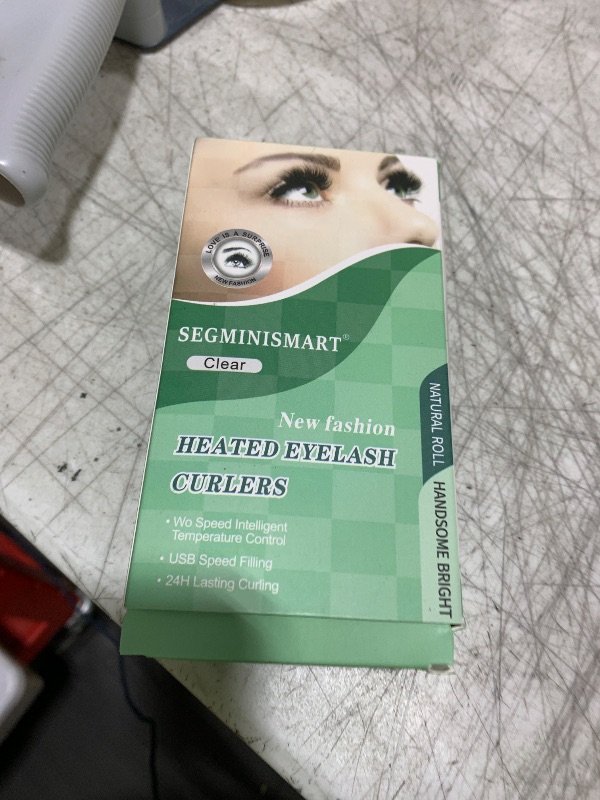 LOVE IS A SURPRISE
NEW FASHION
SEGMINISMART®
Clear
New fashion
HEATED EYELASH
CURLERS
• Wo Speed Intelligent
Temperature Control
• USB Speed Filling
• 24H Lasting Curling
NATURAL ROLL
HANDSOME BRIGHT